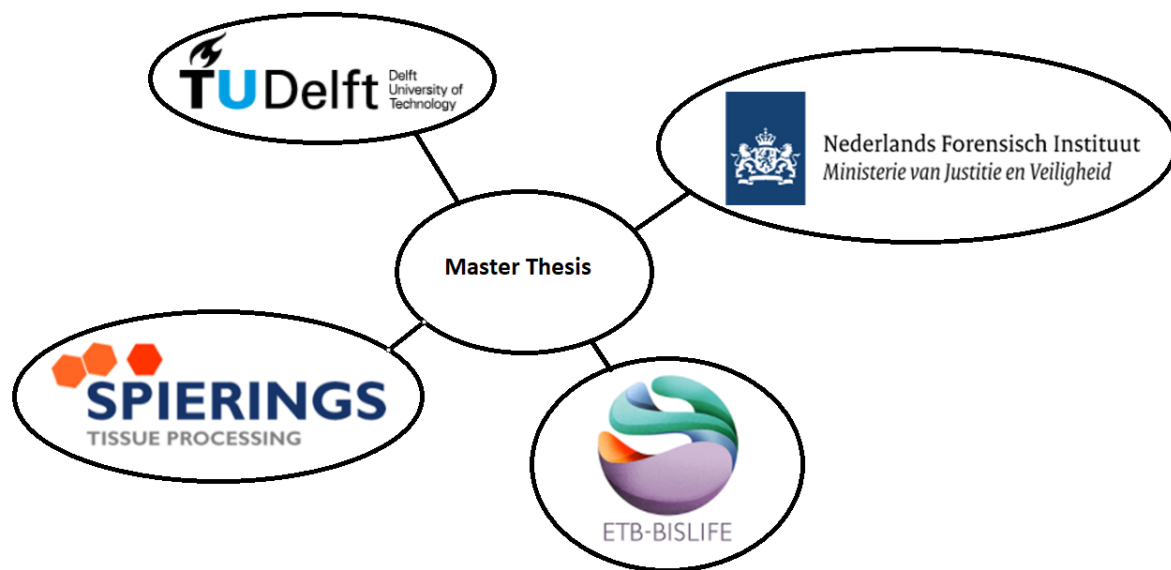 TUDelft
Delft
University of
Technology
Nederlands Forensisch Instituut
Ministerie van Justitie en Veiligheid
Master Thesis
SPIERINGS
TISSUE PROCESSING
ETB-BISLIFE